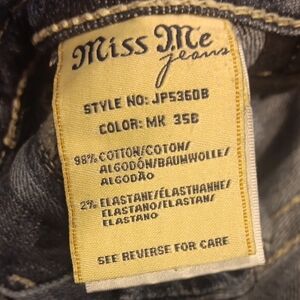 Miss Me
jeans
STYLE NO: JP5360B
COLOR: MK 35B
98% COTTON/COTON/
ALGODÓN/BAUMWOLLE/
ALGODÃO
2% ELASTANE/ÉLASTHANNE/
ELASTANO/ELASTAN/
ELASTANO
SEE REVERSE FOR CARE